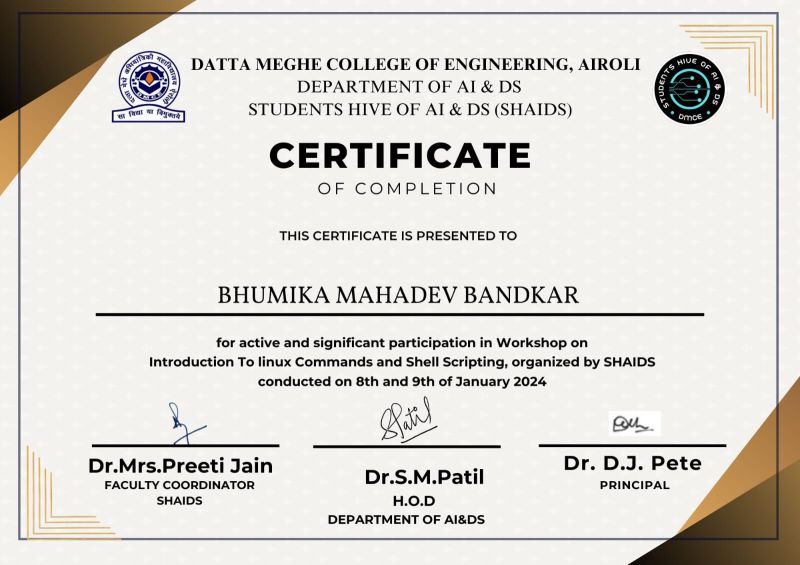 DATTA MEGHE COLLEGE OF ENGINEERING, AIROLI
DEPARTMENT OF AI & DS
STUDENTS HIVE OF AI & DS (SHAIDS)
सा विद्या या विमुक्तये
STUDENTS HIVE OF AI & DS
DMCE
CERTIFICATE
OF COMPLETION
THIS CERTIFICATE IS PRESENTED TO
BHUMIKA MAHADEV BANDKAR
for active and significant participation in Workshop on
Introduction To linux Commands and Shell Scripting, organized by SHAIDS
conducted on 8th and 9th of January 2024
SPatil
Dr.Mrs.Preeti Jain
FACULTY COORDINATOR
SHAIDS
Dr.S.M.Patil
H.O.D
DEPARTMENT OF AI&DS
Dr. D.J. Pete
PRINCIPAL